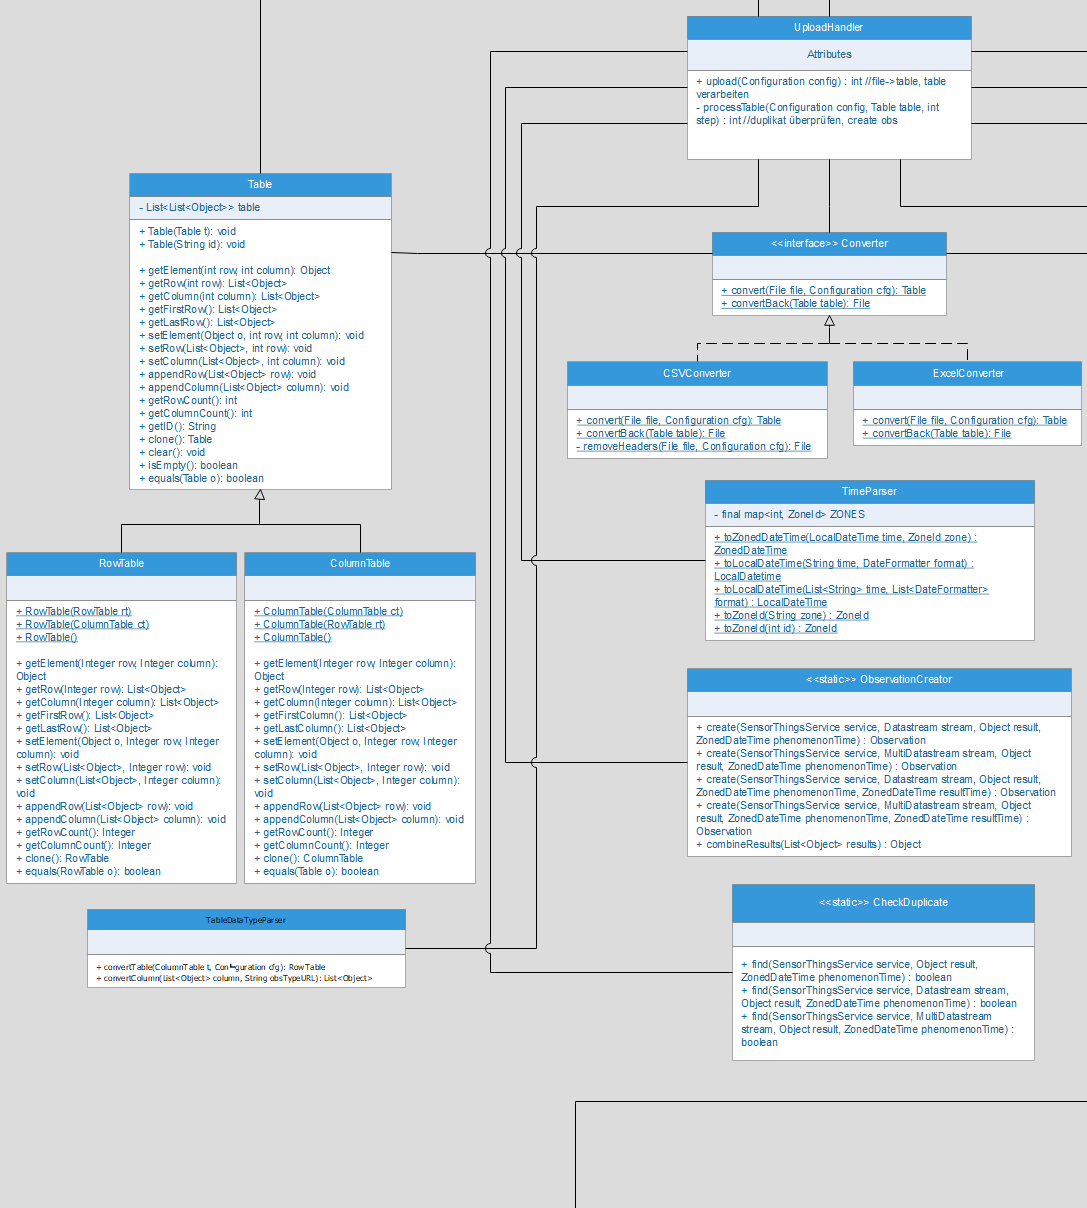 UploadHandler
Attributes
+ upload(Configuration config) : int //file->table, table
verarbeiten
- processTable(Configuration config, Table table, int
step) : int //duplikat überprüfen, create obs
Table
- List<List<Object>> table
+ Table(Table t): void
+ Table(String id): void
+ getElement(int row, int column): Object
+ getRow(int row): List<Object>
+ getColumn(int column): List<Object>
+ getFirstRow(): List<Object>
+ getLastRow(): List<Object>
+ setElement(Object o, int row, int column): void
+ setRow(List<Object>, int row): void
+ setColumn(List<Object>, int column): void
+ appendRow(List<Object> row): void
+ appendColumn(List<Object> column): void
+ getRowCount(): int
+ getColumnCount(): int
+ getID(): String
+ clone(): Table
+ clear(): void
+ isEmpty(): boolean
+ equals(Table o): boolean
<<interface>> Converter
+ convert(File file, Configuration cfg): Table
+ convertBack(Table table): File
CSVConverter
+ convert(File file, Configuration cfg): Table
+ convertBack(Table table): File
- removeHeaders(File file, Configuration cfg): File
ExcelConverter
+ convert(File file, Configuration cfg): Table
+ convertBack(Table table): File
TimeParser
- final map<int, ZoneId> ZONES
+ toZonedDateTime(LocalDateTime time, ZoneId zone) :
ZonedDateTime
+ toLocalDateTime(String time, DateFormatter format) :
LocalDatetime
+ toLocalDateTime(List<String> time, List<DateFormatter>
format) : LocalDateTime
+ toZoneId(String zone) : ZoneId
+ toZoneId(int id) : ZoneId
RowTable
+ RowTable(RowTable rt)
+ RowTable(ColumnTable ct)
+ RowTable()
+ getElement(Integer row, Integer column):
Object
+ getRow(Integer row): List<Object>
+ getColumn(Integer column): List<Object>
+ getFirstRow(): List<Object>
+ getLastRow(): List<Object>
+ setElement(Object o, Integer row, Integer
column): void
+ setRow(List<Object>, Integer row): void
+ setColumn(List<Object>, Integer column):
void
+ appendRow(List<Object> row): void
+ appendColumn(List<Object> column): void
+ getRowCount(): Integer
+ getColumnCount(): Integer
+ clone(): RowTable
+ equals(RowTable o): boolean
ColumnTable
+ ColumnTable(ColumnTable ct)
+ ColumnTable(RowTable rt)
+ ColumnTable()
+ getElement(Integer row, Integer column):
Object
+ getRow(Integer row): List<Object>
+ getColumn(Integer column): List<Object>
+ getFirstColumn(): List<Object>
+ getLastColumn(): List<Object>
+ setElement(Object o, Integer row, Integer
column): void
+ setRow(List<Object>, Integer row): void
+ setColumn(List<Object>, Integer column):
void
+ appendRow(List<Object> row): void
+ appendColumn(List<Object> column): void
+ getRowCount(): Integer
+ getColumnCount(): Integer
+ clone(): ColumnTable
+ equals(Table o): boolean
<<static>> ObservationCreator
+ create(SensorThingsService service, Datastream stream, Object result,
ZonedDateTime phenomenonTime) : Observation
+ create(SensorThingsService service, MultiDatastream stream, Object
result, ZonedDateTime phenomenonTime) : Observation
+ create(SensorThingsService service, Datastream stream, Object result,
ZonedDateTime phenomenonTime, ZonedDateTime resultTime) : Observation
+ create(SensorThingsService service, MultiDatastream stream, Object
result, ZonedDateTime phenomenonTime, ZonedDateTime resultTime) :
Observation
+ combineResults(List<Object> results) : Object
TableDataTypeParser
+ convertTable(ColumnTable t, Configuration cfg): RowTable
+ convertColumn(List<Object> column, String obsTypeURL): List<Object>
<<static>> CheckDuplicate
+ find(SensorThingsService service, Object result,
ZonedDateTime phenomenonTime) : boolean
+ find(SensorThingsService service, Datastream stream,
Object result, ZonedDateTime phenomenonTime) : boolean
+ find(SensorThingsService service, MultiDatastream
stream, Object result, ZonedDateTime phenomenonTime) :
boolean